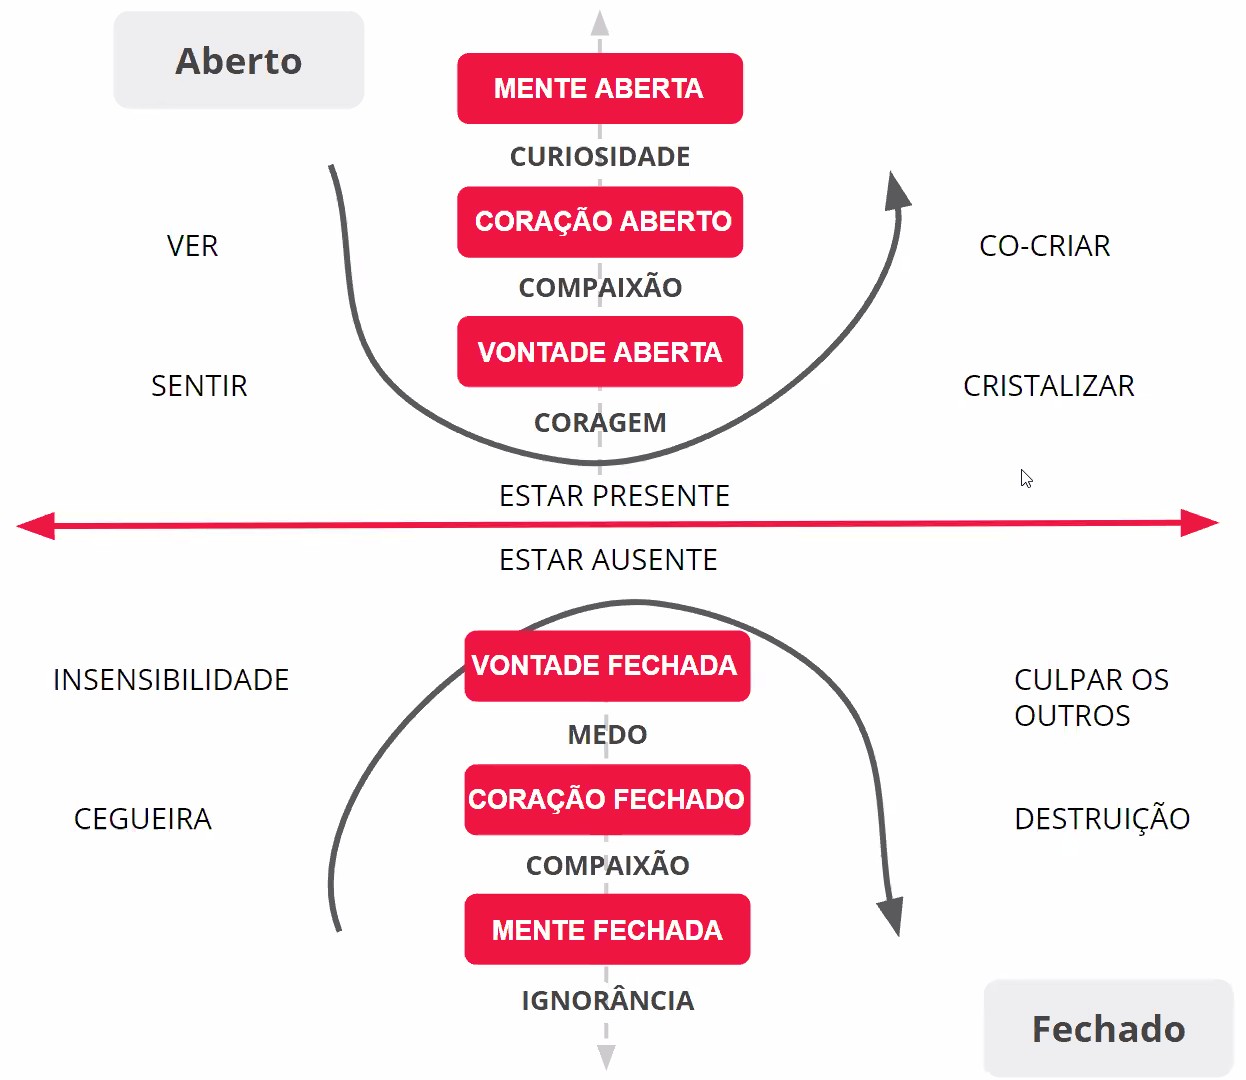 Aberto
MENTE ABERTA
CURIOSIDADE
CORAÇÃO ABERTO
VER
CO-CRIAR
COMPAIXÃO
VONTADE ABERTA
SENTIR
CRISTALIZAR
CORAGEM
ESTAR PRESENTE
ESTAR AUSENTE
VONTADE FECHADA
INSENSIBILIDADE
CULPAR OS
OUTROS
MEDO
CORAÇÃO FECHADO
CEGUEIRA
DESTRUIÇÃO
COMPAIXÃO
MENTE FECHADA
IGNORÂNCIA
Fechado